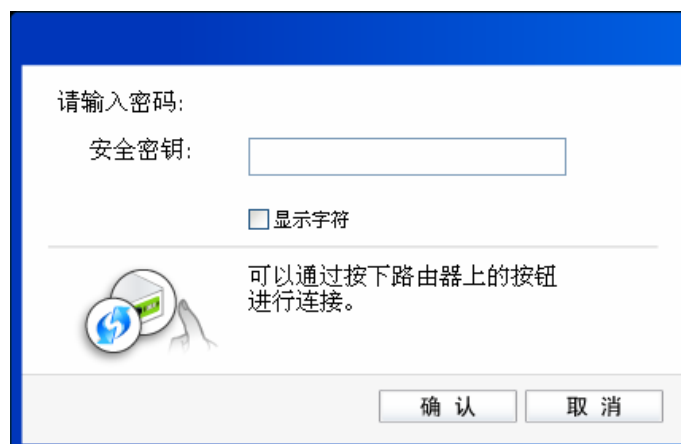 请输入密码:
安全密钥:
显示字符
可以通过按下路由器上的按钮
进行连接。
确 认
取 消